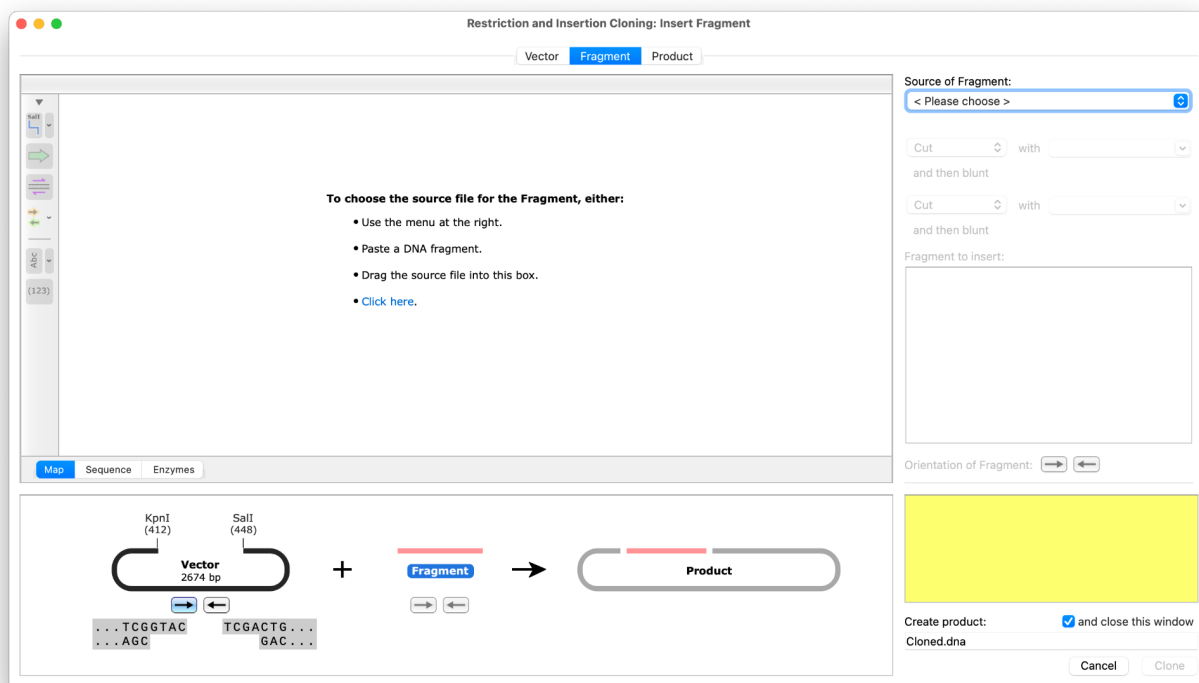 Restriction and Insertion Cloning: Insert Fragment
Vector Fragment Product
Source of Fragment:
< Please choose >
SalI
Cut with
and then blunt
Cut with
and then blunt
Fragment to insert:
To choose the source file for the Fragment, either:
• Use the menu at the right.
• Paste a DNA fragment.
• Drag the source file into this box.
• Click here.
Abc
(123)
Map Sequence Enzymes
Orientation of Fragment:
KpnI SalI
(412) (448)
Vector
2674 bp
+
Fragment
Product
...TCGGTAC TCGACTG...
...AGC GAC...
Create product: and close this window
Cloned.dna
Cancel Clone